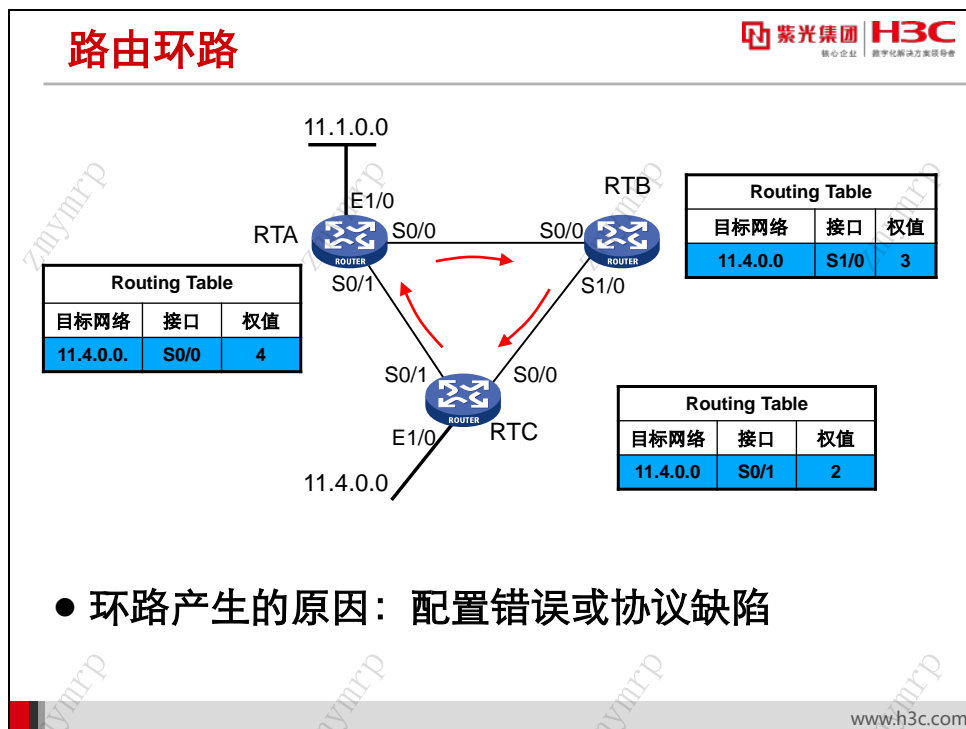 路由环路
紫光集团 H3C
核心企业 数字化解决方案领导者
11.1.0.0
E1/0
RTA
S0/0
S0/0
RTB
S0/1
S1/0
Routing Table
目标网络 接口 权值
11.4.0.0 S1/0 3
Routing Table
目标网络 接口 权值
11.4.0.0. S0/0 4
S0/1
S0/0
E1/0
RTC
11.4.0.0
Routing Table
目标网络 接口 权值
11.4.0.0 S0/1 2
ROUTER
ROUTER
ROUTER
● 环路产生的原因：配置错误或协议缺陷
www.h3c.com
zmymrp
zmymrp
zmymrp
zmymrp
zmymrp
zmymrp